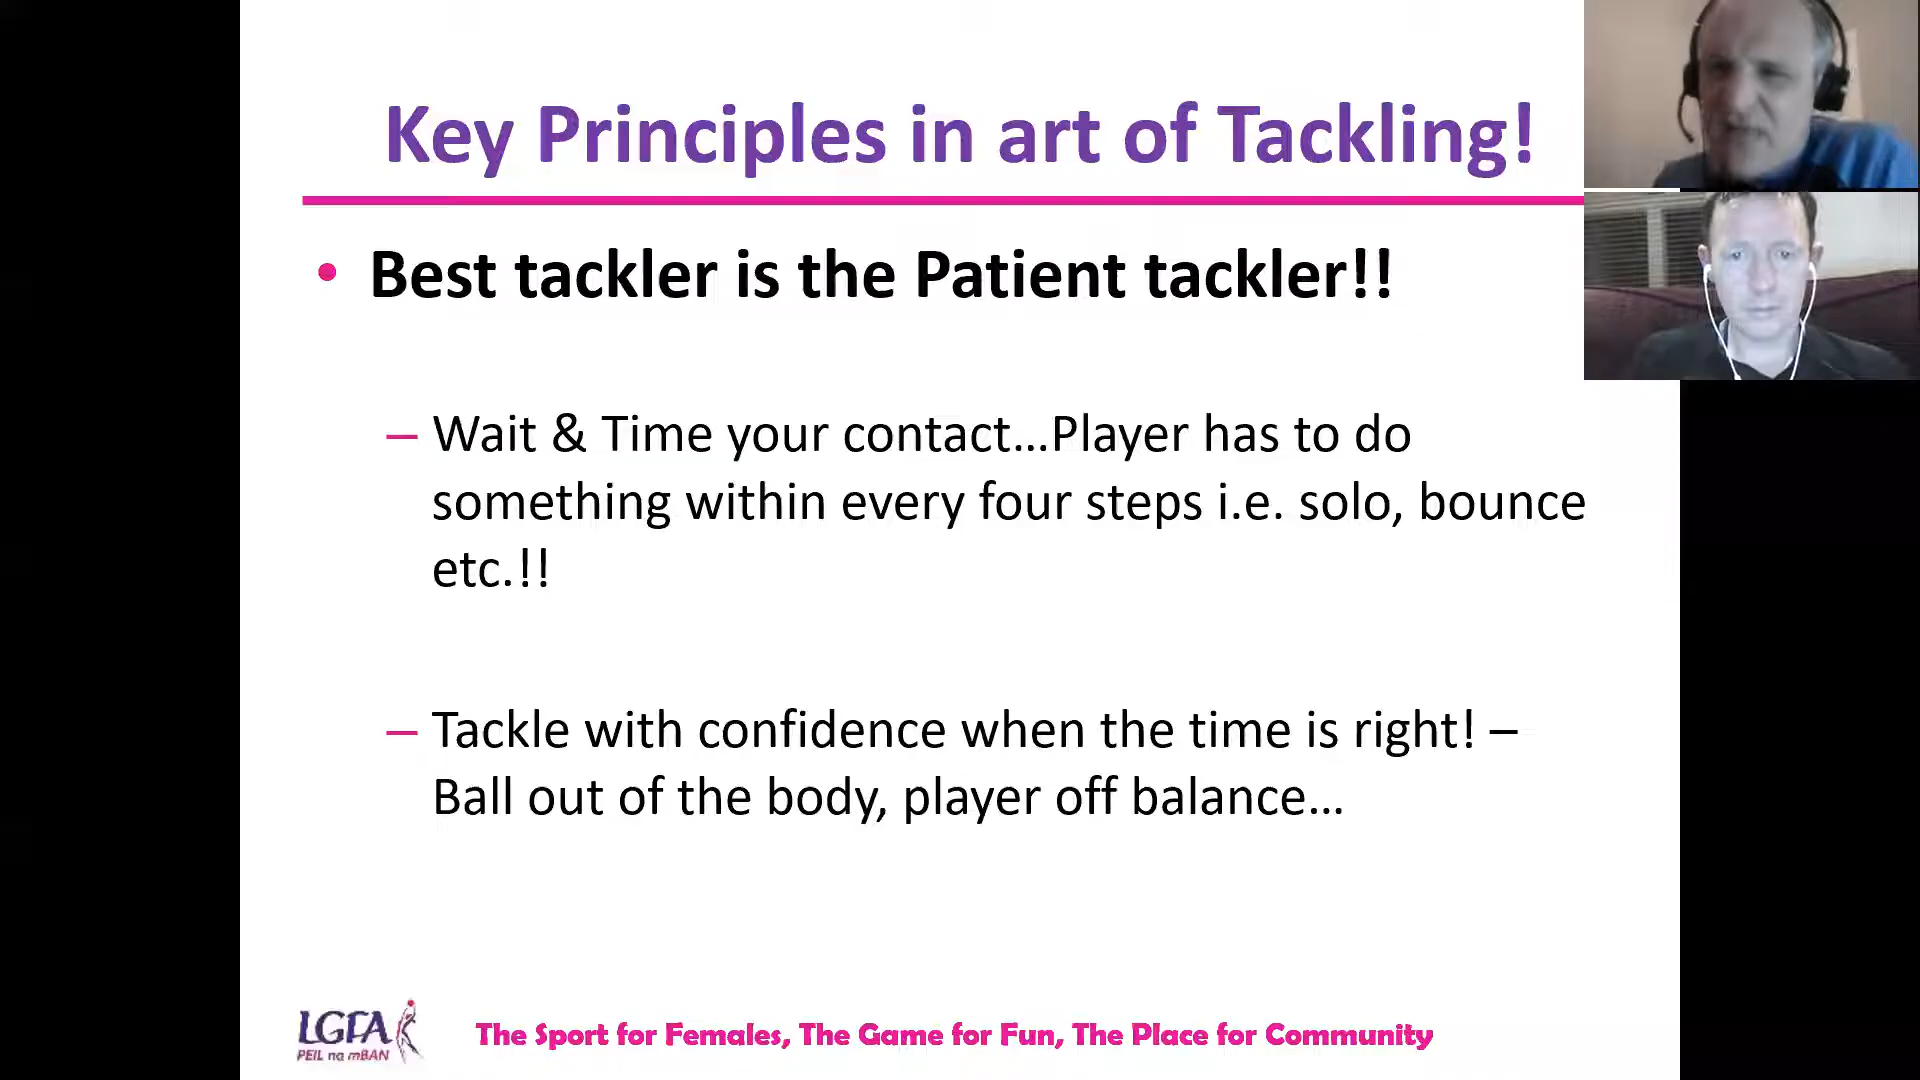 Key Principles in art of Tackling!
• Best tackler is the Patient tackler!!
– Wait & Time your contact...Player has to do
something within every four steps i.e. solo, bounce
etc.!!
– Tackle with confidence when the time is right! –
Ball out of the body, player off balance...
LGFA
PEIL na mBAN
The Sport for Females, The Game for Fun, The Place for Community